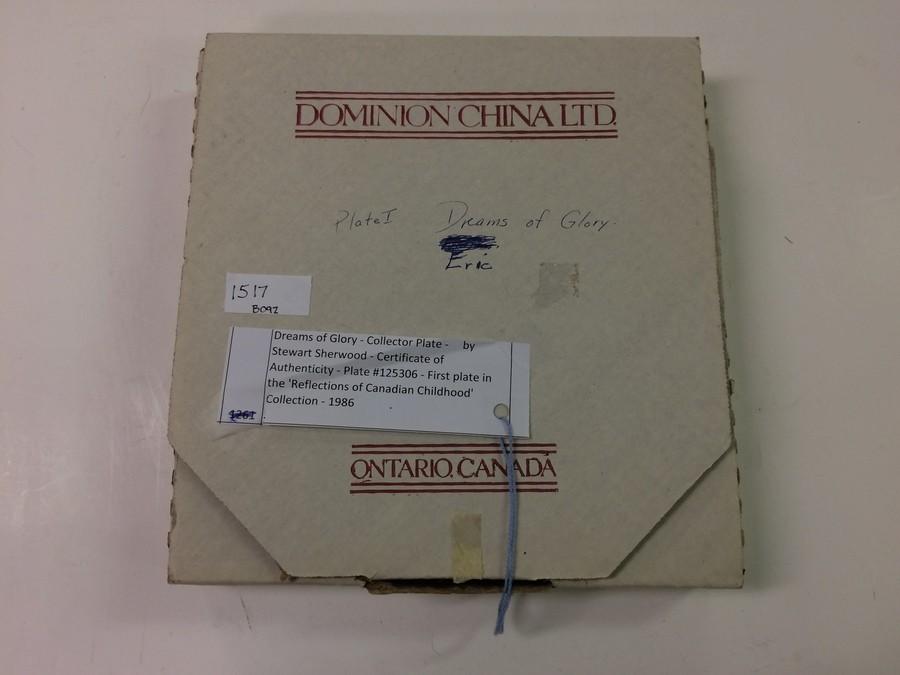 DOMINION CHINA LTD.
Plate I Dreams of Glory.
Eric
1517
B092
Dreams of Glory - Collector Plate - by
Stewart Sherwood - Certificate of
Authenticity - Plate #125306 - First plate in
the 'Reflections of Canadian Childhood'
Collection - 1986
1261
ONTARIO, CANADA